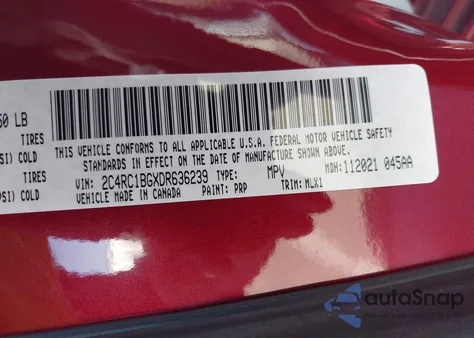 50 LB
TIRES
SI) COLD
TIRES
PSI) COLD
THIS VEHICLE CONFORMS TO ALL APPLICABLE U.S.A. FEDERAL MOTOR VEHICLE SAFETY
STANDARDS IN EFFECT ON THE DATE OF MANUFACTURE SHOWN ABOVE.
VIN: 2C4RC1BGXDR636239 TYPE: MPV MDH: 112021 045AA
VEHICLE MADE IN CANADA PAINT: PRP TRIM: MLX1
autoSnap